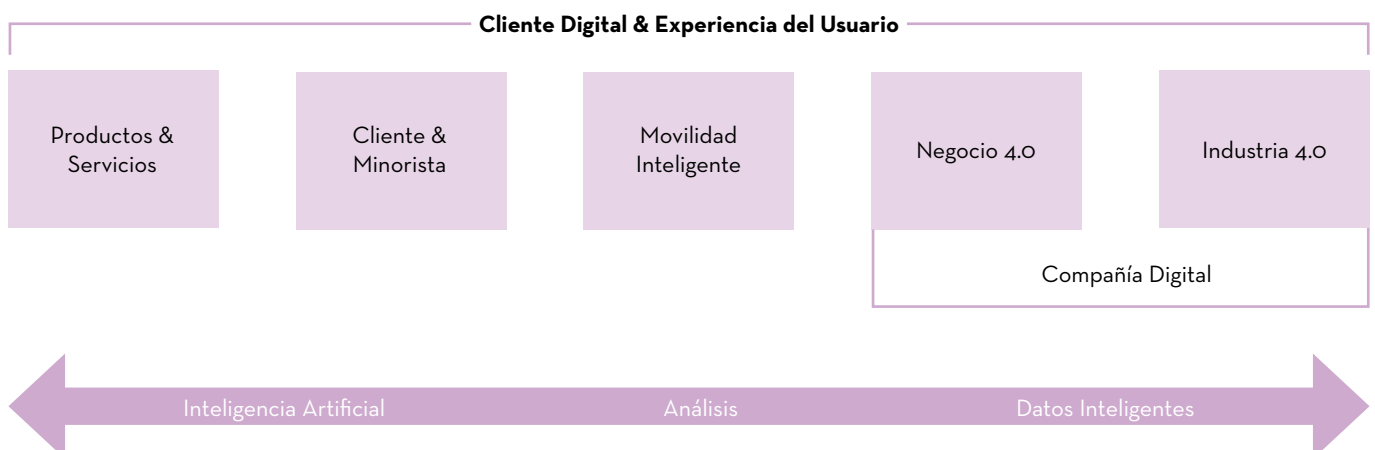 Cliente Digital & Experiencia del Usuario
Productos &
Servicios
Cliente &
Minorista
Movilidad
Inteligente
Negocio 4.0
Industria 4.0
Compañía Digital
Inteligencia Artificial
Análisis
Datos Inteligentes